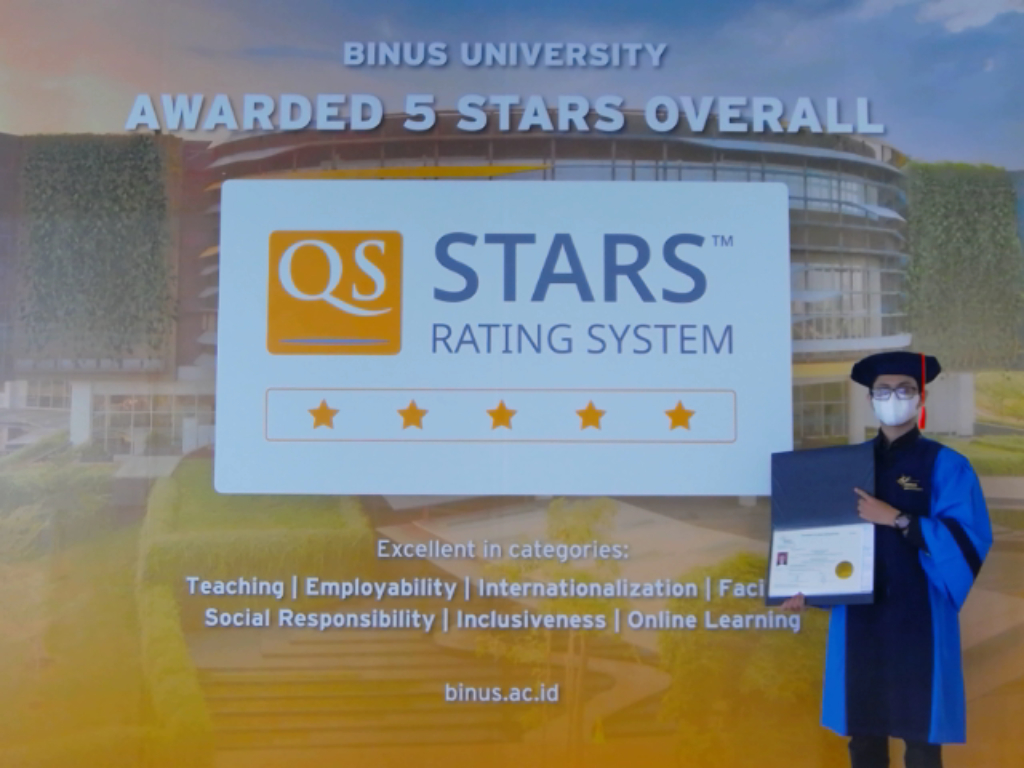 BINUS UNIVERSITY
AWARDED 5 STARS OVERALL
QS
STARS™
RATING SYSTEM
Excellent in categories:
Teaching | Employability | Internationalization | Faci
Social Responsibility | Inclusiveness | Online Learning
binus.ac.id